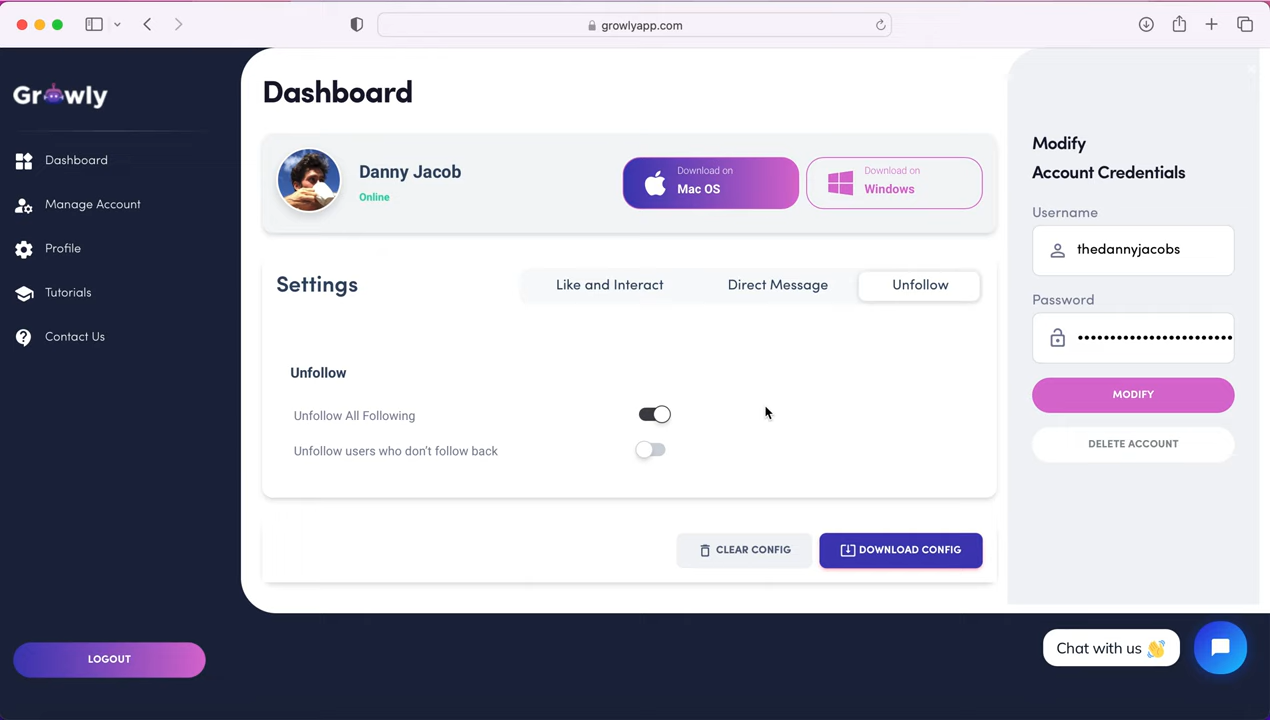 growlyapp.com
Growly
Dashboard
Manage Account
Profile
Tutorials
Contact Us
LOGOUT
Dashboard
Danny Jacob
Online
Download on
Mac OS
Download on
Windows
Settings
Like and Interact
Direct Message
Unfollow
Unfollow
Unfollow All Following
Unfollow users who don't follow back
CLEAR CONFIG
DOWNLOAD CONFIG
Modify
Account Credentials
Username
thedannyjacobs
Password
••••••••••••••••••••••••
MODIFY
DELETE ACCOUNT
Chat with us 👋